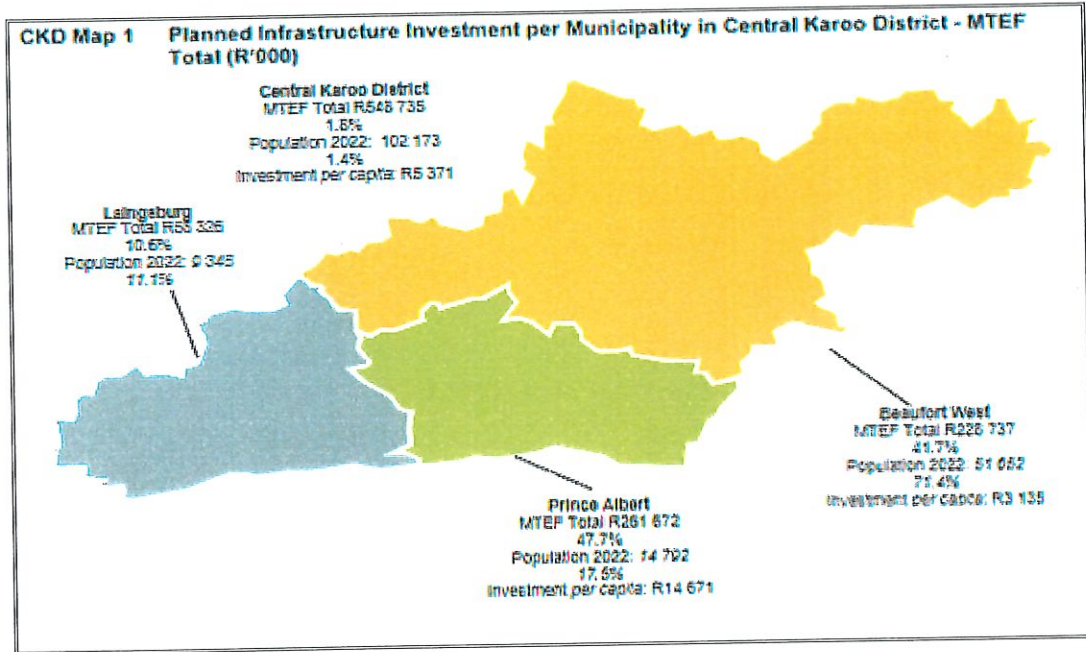 CKD Map 1 Planned Infrastructure Investment per Municipality in Central Karoo District - MTEF
Total (R'000)
Central Karoo District
MTEF Total R548 735
1.8%
Population 2022: 102 173
1.4%
Investment per capita: R5 371
Laingsburg
MTEF Total
10.6%
Population 2022: 9 345
11.1%
Beaufort West
MTEF Total R228 737
41.7%
Population 2022:
71.4%
Investment per capita: R3 135
Prince Albert
MTEF Total R261 672
47.7%
Population 2022: 14 792
17.5%
Investment per capita: R14 671